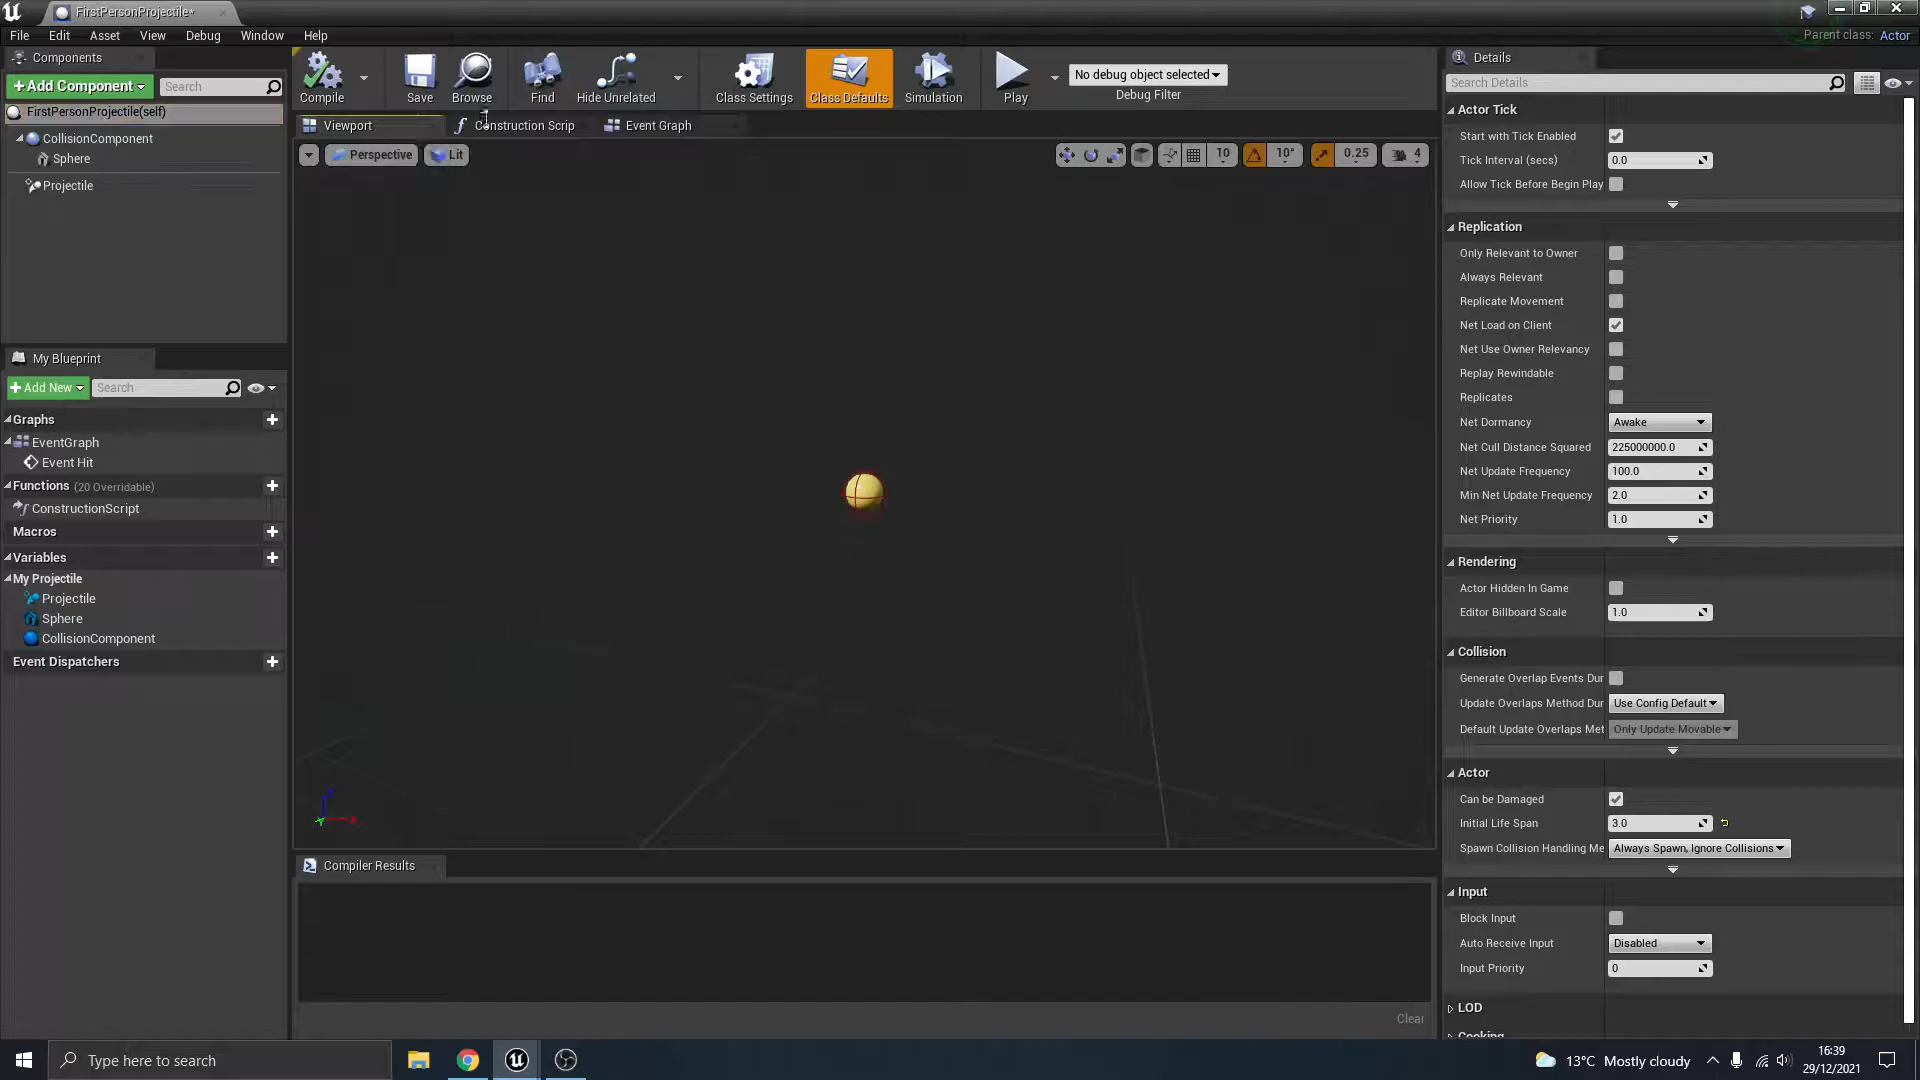 FirstPersonProjectile*
File Edit Asset View Debug Window Help
Parent class: Actor
Components
+Add Component
Search
FirstPersonProjectile(self)
CollisionComponent
Sphere
Projectile
Compile
Save
Browse
Find
Hide Unrelated
Class Settings
Class Defaults
Simulation
Play
No debug object selected
Debug Filter
Viewport
Construction Scrip
Event Graph
Perspective
Lit
10
10°
0.25
4
My Blueprint
+Add New
Search
Graphs
EventGraph
Event Hit
Functions (20 Overridable)
ConstructionScript
Macros
Variables
My Projectile
Projectile
Sphere
CollisionComponent
Event Dispatchers
Compiler Results
Clear
Details
Search Details
Actor Tick
Start with Tick Enabled
Tick Interval (secs) 0.0
Allow Tick Before Begin Play
Replication
Only Relevant to Owner
Always Relevant
Replicate Movement
Net Load on Client
Net Use Owner Relevancy
Replay Rewindable
Replicates
Net Dormancy Awake
Net Cull Distance Squared 225000000.0
Net Update Frequency 100.0
Min Net Update Frequency 2.0
Net Priority 1.0
Rendering
Actor Hidden In Game
Editor Billboard Scale 1.0
Collision
Generate Overlap Events Dur
Update Overlaps Method Dur Use Config Default
Default Update Overlaps Met Only Update Movable
Actor
Can be Damaged
Initial Life Span 3.0
Spawn Collision Handling Me Always Spawn, Ignore Collisions
Input
Block Input
Auto Receive Input Disabled
Input Priority 0
LOD
Cooking
Type here to search
13°C Mostly cloudy
16:39
29/12/2021